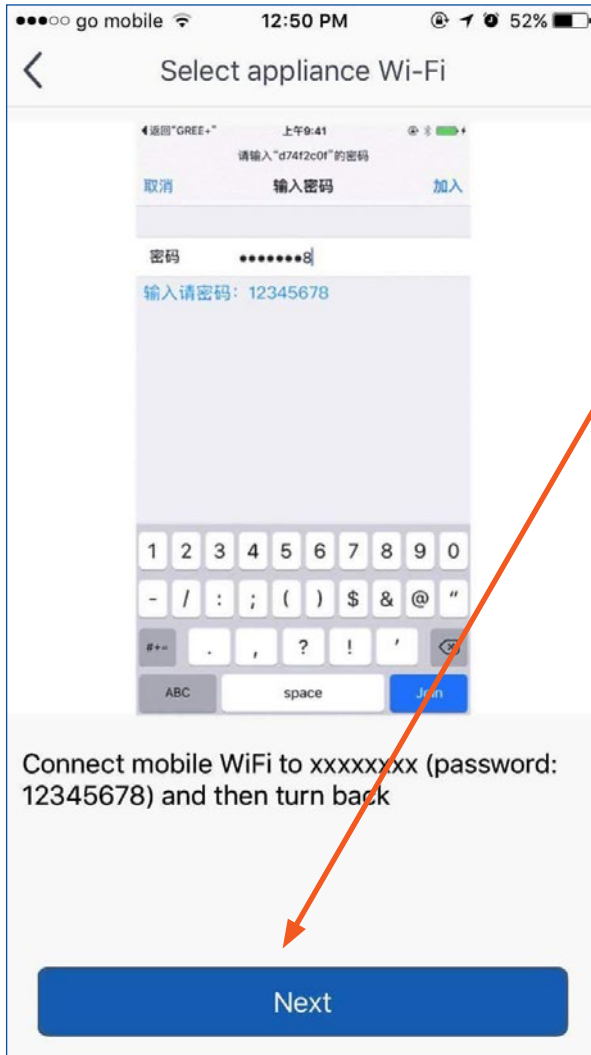 go mobile 12:50 PM 52%
Select appliance Wi-Fi
返回"GREE+" 上午9:41
请输入"d74f2c0f"的密码
取消 输入密码 加入
密码 •••••••8
输入请密码：12345678
1 2 3 4 5 6 7 8 9 0
- / : ; ( ) $ & @ "
#+= . , ? ! '
ABC space Join
Connect mobile WiFi to xxxxxxxx (password:
12345678) and then turn back
Next